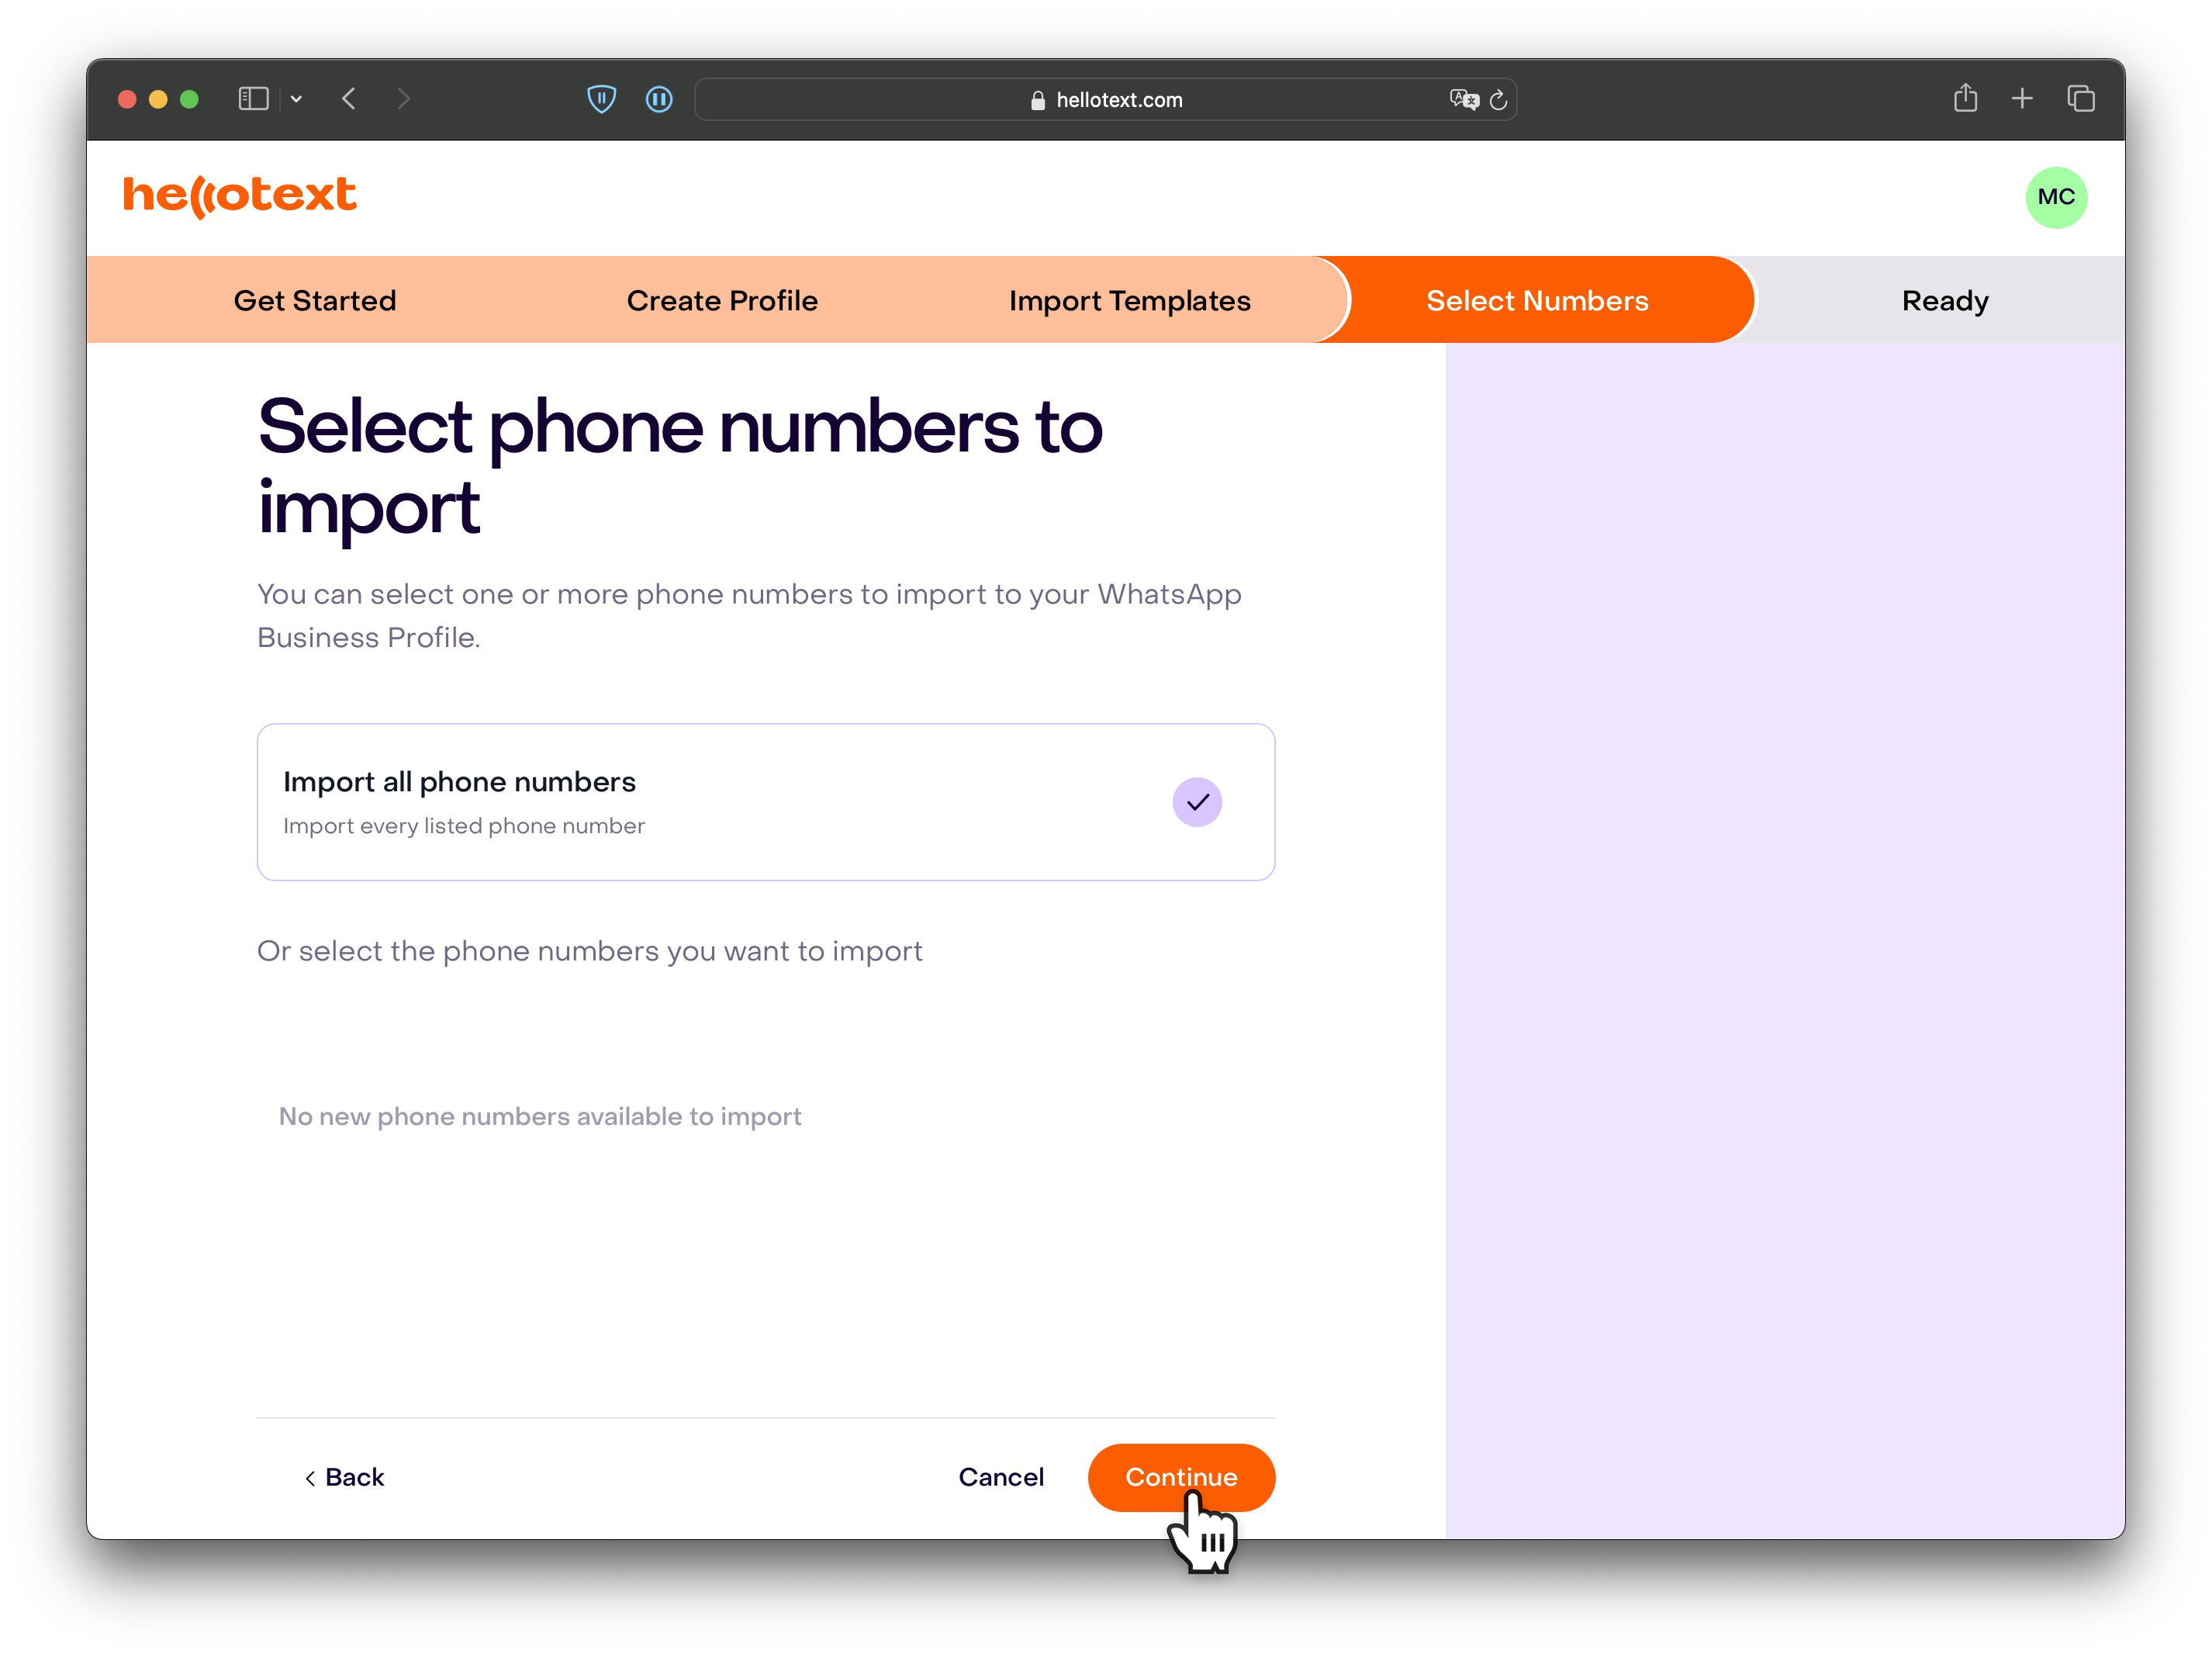 hellotext.com
hellotext
MC
Get Started
Create Profile
Import Templates
Select Numbers
Ready
Select phone numbers to
import
You can select one or more phone numbers to import to your WhatsApp
Business Profile.
Import all phone numbers
Import every listed phone number
Or select the phone numbers you want to import
No new phone numbers available to import
Back
Cancel
Continue